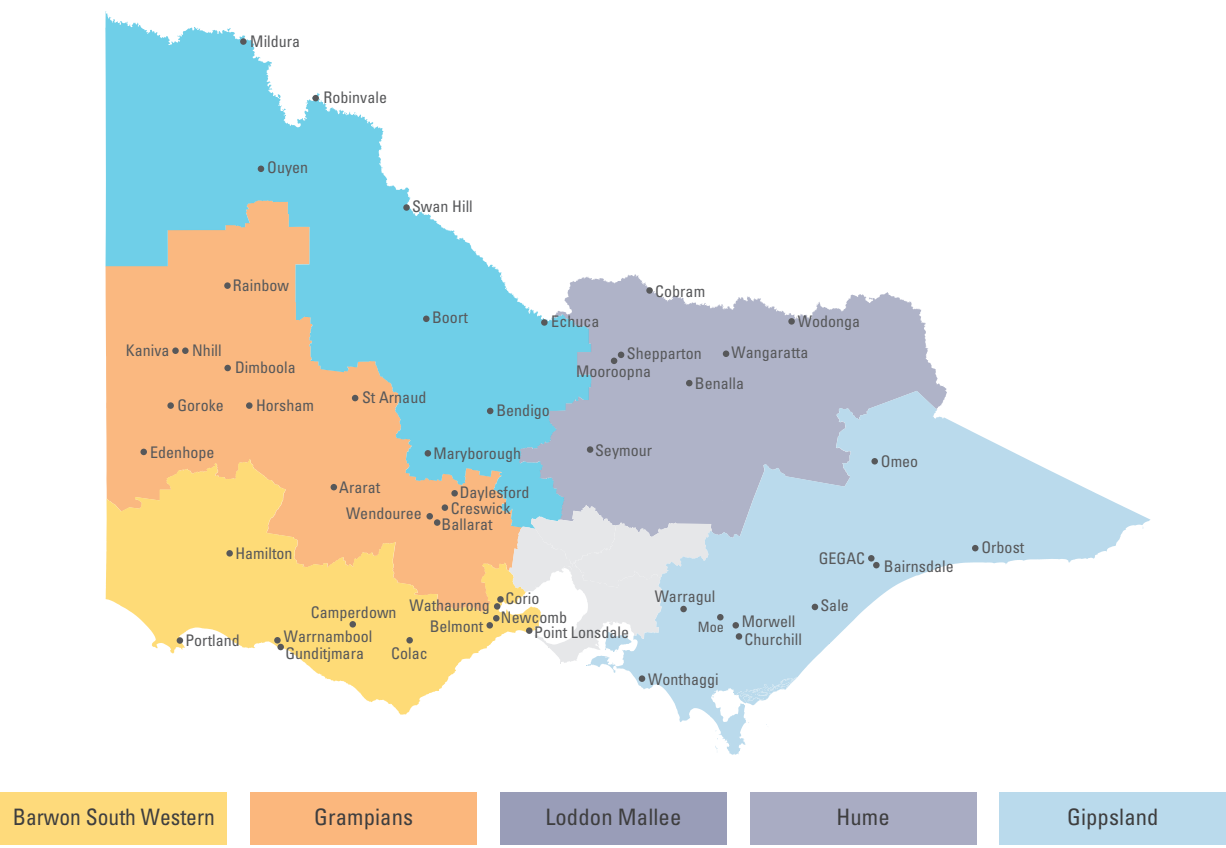 Mildura
Robinvale
Ouyen
Swan Hill
Rainbow
Cobram
Boort
Echuca
Wodonga
Kaniva
Nhill
Shepparton
Wangaratta
Mooroopna
Dimboola
Benalla
St Arnaud
Goroke
Horsham
Bendigo
Edenhope
Maryborough
Seymour
Omeo
Ararat
Daylesford
Creswick
Wendouree
Ballarat
Hamilton
Orbost
GEGAC
Bairnsdale
Corio
Wathaurong
Warragul
Sale
Camperdown
Newcomb
Belmont
Moe
Morwell
Point Lonsdale
Churchill
Portland
Warrnambool
Gunditjmara
Colac
Wonthaggi
Barwon South Western
Grampians
Loddon Mallee
Hume
Gippsland